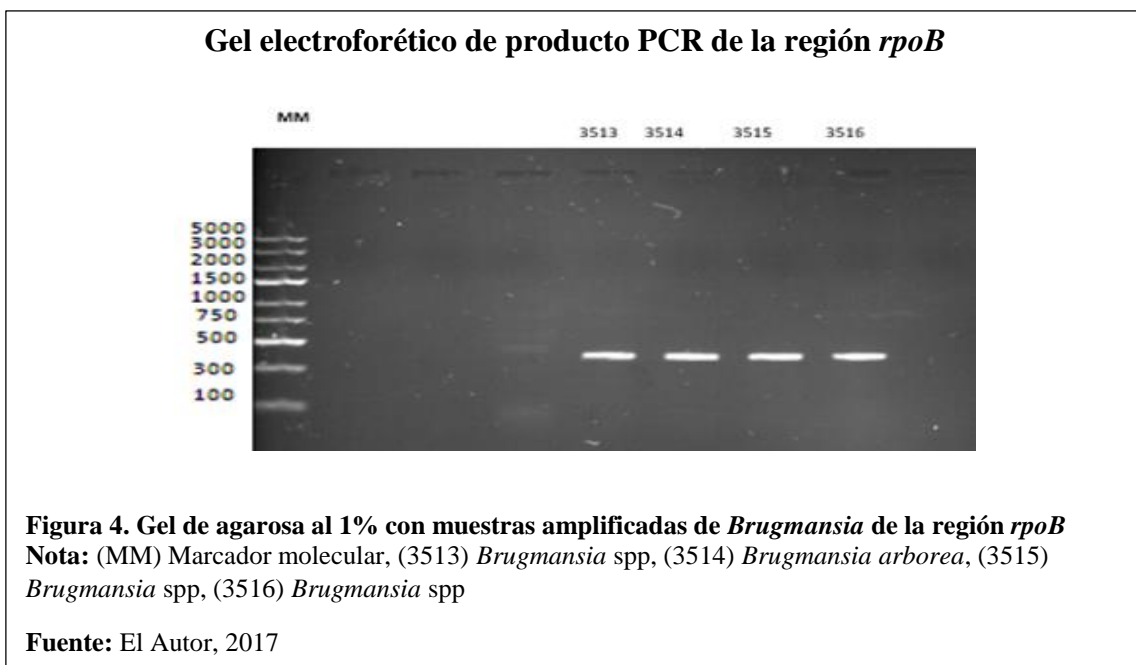 Gel electroforético de producto PCR de la región rpoB
MM
3513 3514 3515 3516
5000
3000
2000
1500
1000
750
500
300
100
Figura 4. Gel de agarosa al 1% con muestras amplificadas de Brugmansia de la región rpoB
Nota: (MM) Marcador molecular, (3513) Brugmansia spp, (3514) Brugmansia arborea, (3515)
Brugmansia spp, (3516) Brugmansia spp
Fuente: El Autor, 2017